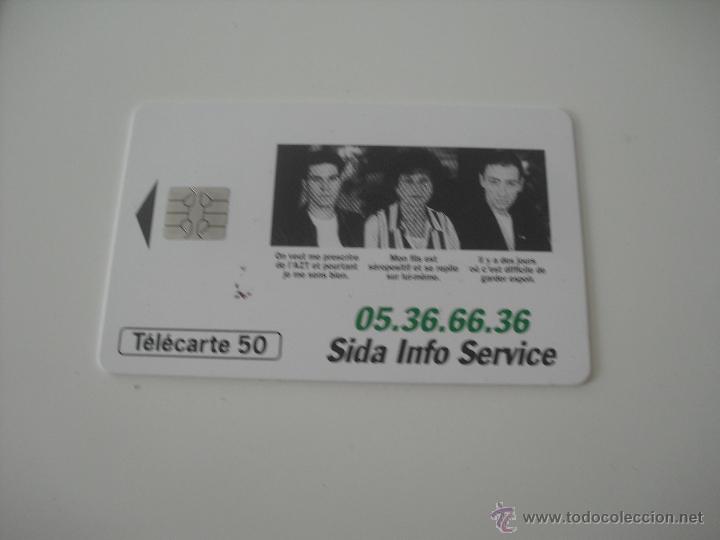 On veut me prescrire
de l'AZT et pourtant
je me sens bien.
Mon fils est
séropositif et se replie
sur lui-même.
Il y a des jours
où c'est difficile de
garder espoir.
05.36.66.36
Télécarte 50
Sida Info Service
www.todocoleccion.net